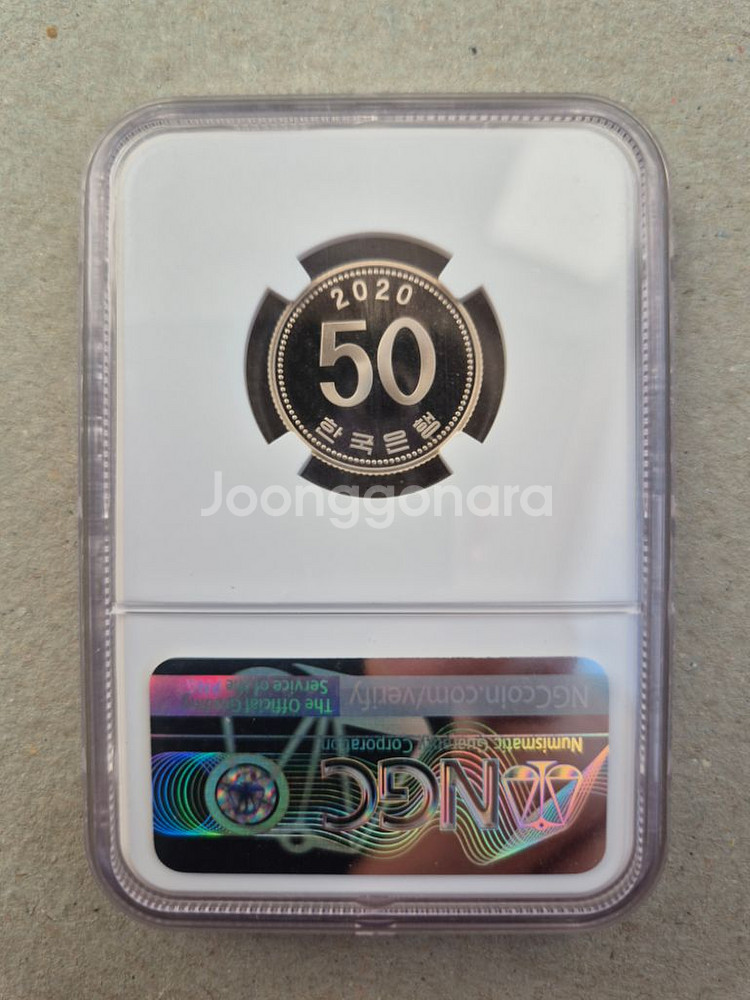 2020
50
한국은행
Joonggonara
NGCcoin.com/verify
The Official Grading
Service of the PNG
Numismatic Guaranty Corporation
NGC